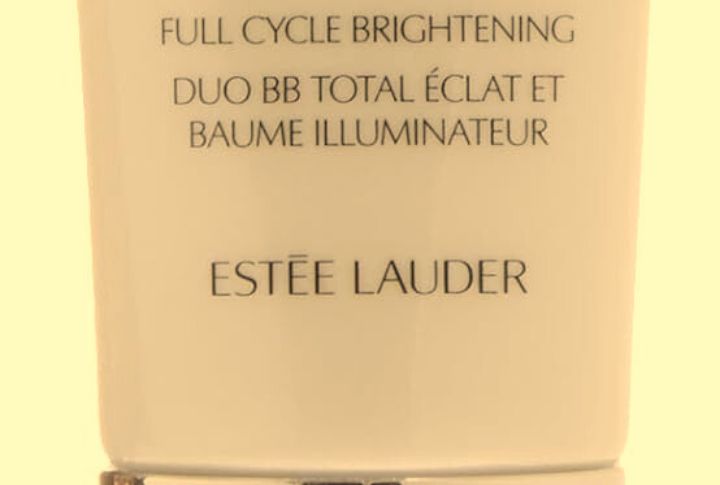 FULL CYCLE BRIGHTENING
DUO BB TOTAL ÉCLAT ET
BAUME ILLUMINATEUR
ESTĒE LAUDER